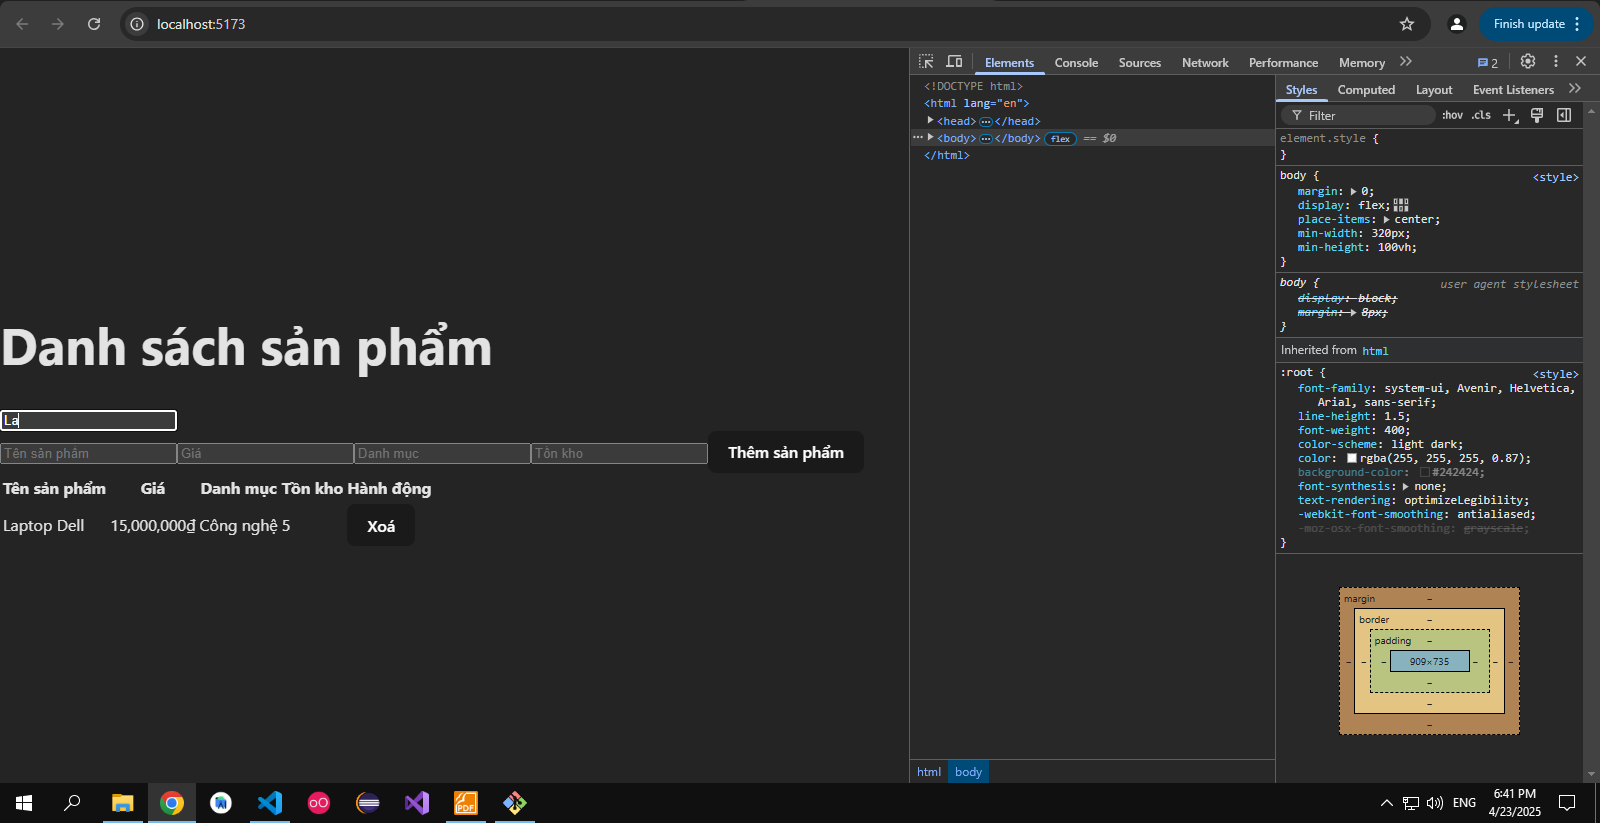 localhost:5173
Finish update
Elements Console Sources Network Performance Memory 2
<!DOCTYPE html>
<html lang="en">
<head> </head>
<body> </body> flex == $0
</html>
html body
Styles Computed Layout Event Listeners
Filter :hov .cls
element.style {
}
body { <style>
margin: 0;
display: flex;
place-items: center;
min-width: 320px;
min-height: 100vh;
}
body { user agent stylesheet
display: block;
margin: 8px;
}
Inherited from html
:root { <style>
font-family: system-ui, Avenir, Helvetica,
Arial, sans-serif;
line-height: 1.5;
font-weight: 400;
color-scheme: light dark;
color: rgba(255, 255, 255, 0.87);
background-color: #242424;
font-synthesis: none;
text-rendering: optimizeLegibility;
-webkit-font-smoothing: antialiased;
-moz-osx-font-smoothing: grayscale;
}
margin –
border –
padding –
– – – 909×735 – – –
–
–
–
Danh sách sản phẩm
La
Tên sản phẩm Giá Danh mục Tồn kho Thêm sản phẩm
Tên sản phẩm Giá Danh mục Tồn kho Hành động
Laptop Dell 15,000,000₫ Công nghệ 5 Xoá
PDF
ENG
6:41 PM
4/23/2025